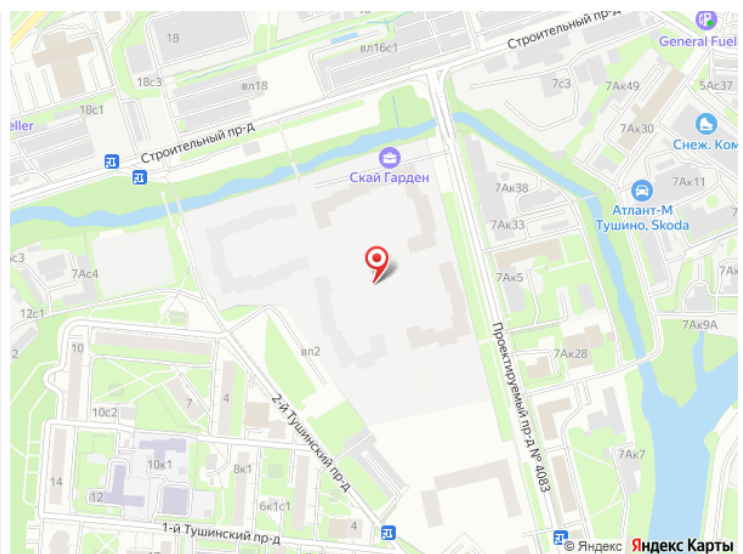 18
вл16с1
Строительный пр-д
General Fuell
18с3
вл18
7с3
7Ак49
5Ас37
18с1
eller
7Ак30
Снеж. Ком
Строительный пр-д
Скай Гарден
7Ак38
7Ак11
7Ак33
Атлант-М
Тушино, Skoda
Ас3
7Ас4
7Ак5
12с1
7Ак9А
10
вл2
7Ак28
4
7
2-й Тушинский пр-д
Проектируемый пр-д № 4083
10с2
10к1
8к1
7Ак7
14
12
6к1с1
4
1-й Тушинский пр-д
© Яндекс Яндекс Карты